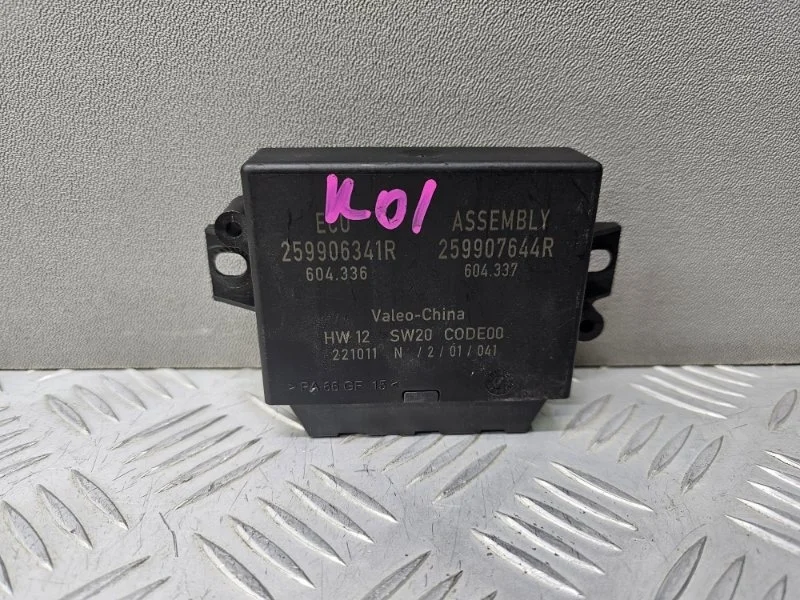 K01
ECU ASSEMBLY
259906341R 259907644R
604.336 604.337
Valeo-China
HW 12 SW20 CODE00
221011 N / 2 / 01 / 041
>PA 66 GF 15<